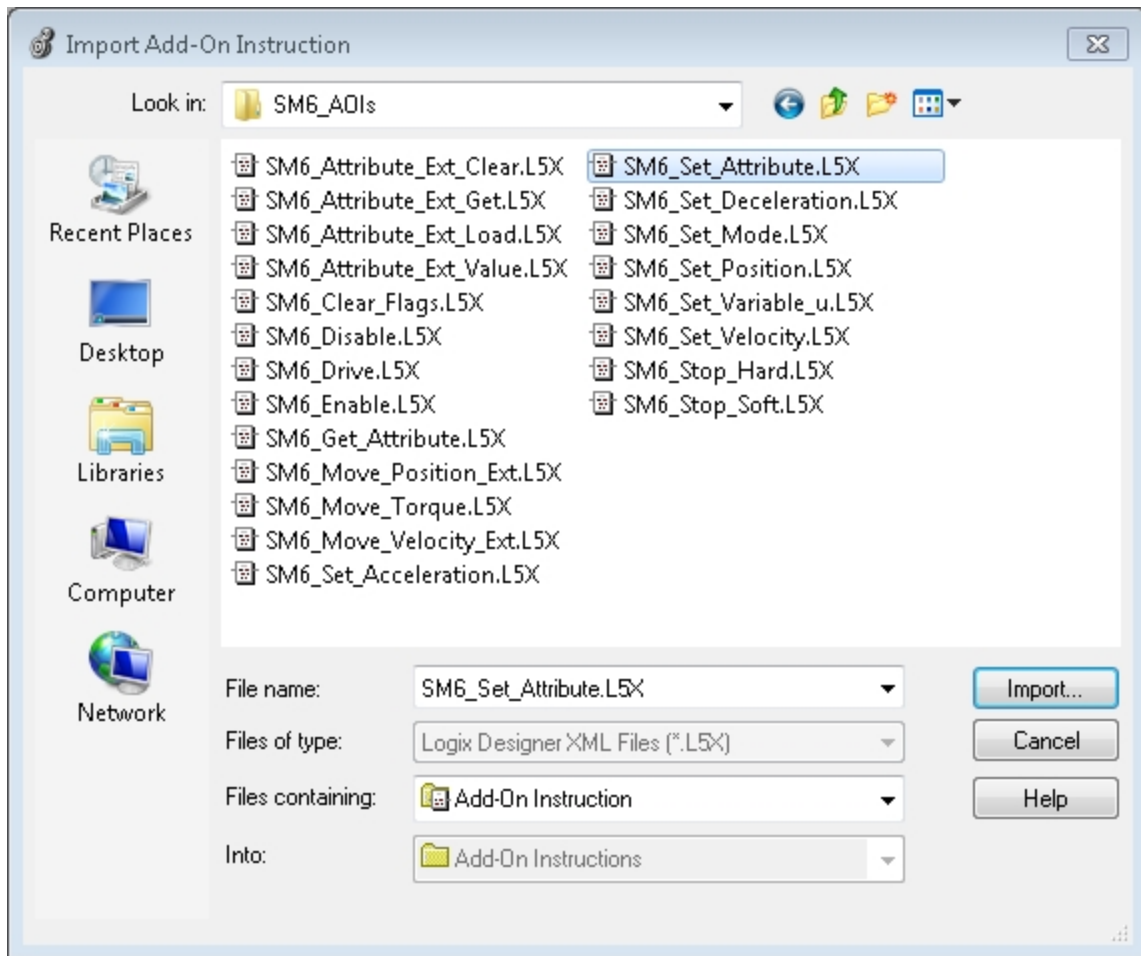 Import Add-On Instruction
Look in: SM6_AOIs
Recent Places
Desktop
Libraries
Computer
Network
SM6_Attribute_Ext_Clear.L5X
SM6_Attribute_Ext_Get.L5X
SM6_Attribute_Ext_Load.L5X
SM6_Attribute_Ext_Value.L5X
SM6_Clear_Flags.L5X
SM6_Disable.L5X
SM6_Drive.L5X
SM6_Enable.L5X
SM6_Get_Attribute.L5X
SM6_Move_Position_Ext.L5X
SM6_Move_Torque.L5X
SM6_Move_Velocity_Ext.L5X
SM6_Set_Acceleration.L5X
SM6_Set_Attribute.L5X
SM6_Set_Deceleration.L5X
SM6_Set_Mode.L5X
SM6_Set_Position.L5X
SM6_Set_Variable_u.L5X
SM6_Set_Velocity.L5X
SM6_Stop_Hard.L5X
SM6_Stop_Soft.L5X
File name: SM6_Set_Attribute.L5X Import...
Files of type: Logix Designer XML Files (*.L5X) Cancel
Files containing: Add-On Instruction Help
Into: Add-On Instructions